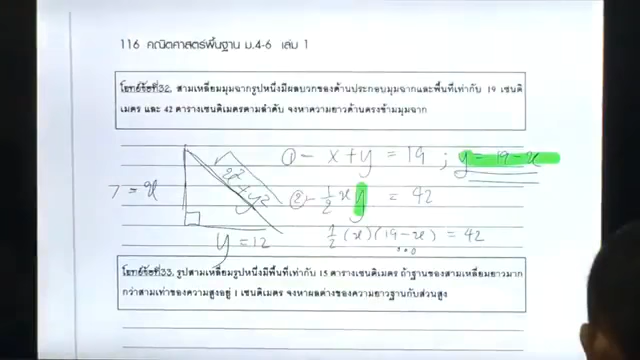 116 คณิตศาสตร์พื้นฐาน ม.4-6 เล่ม 1
โจทย์ข้อที่32. สามเหลี่ยมมุมฉากรูปหนึ่งมีผลบวกของด้านประกอบมุมฉากและพื้นที่เท่ากับ 19 เซนติ
เมตร และ 42 ตารางเซนติเมตรตามลำดับ จงหาความยาวด้านตรงข้ามมุมฉาก
① – x + y = 19 ; y = 19 – x
7 = x
② – 1/2 x y = 42
y = 12
1/2 (x) (19 – x) = 42
โจทย์ข้อที่33. รูปสามเหลี่ยมรูปหนึ่งมีพื้นที่เท่ากับ 15 ตารางเซนติเมตร ถ้าฐานของสามเหลี่ยมยาวมาก
กว่าสามเท่าของความสูงอยู่ 1 เซนติเมตร จงหาผลต่างของความยาวฐานกับส่วนสูง